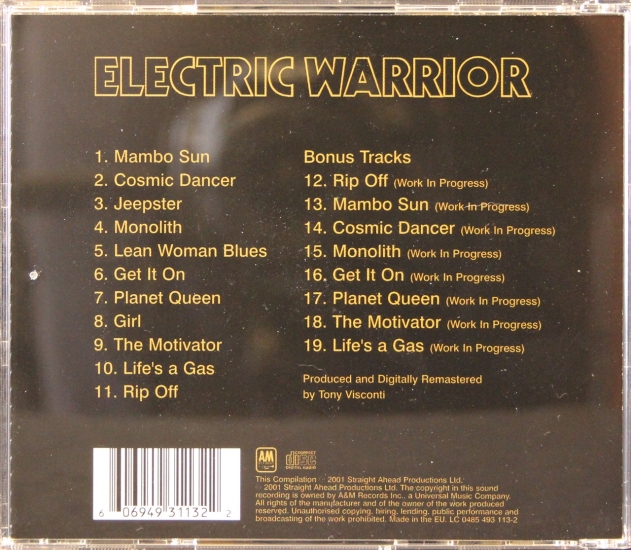 ELECTRIC WARRIOR
1. Mambo Sun
2. Cosmic Dancer
3. Jeepster
4. Monolith
5. Lean Woman Blues
6. Get It On
7. Planet Queen
8. Girl
9. The Motivator
10. Life's a Gas
11. Rip Off
Bonus Tracks
12. Rip Off (Work In Progress)
13. Mambo Sun (Work In Progress)
14. Cosmic Dancer (Work In Progress)
15. Monolith (Work In Progress)
16. Get It On (Work In Progress)
17. Planet Queen (Work In Progress)
18. The Motivator (Work In Progress)
19. Life's a Gas (Work In Progress)
Produced and Digitally Remastered
by Tony Visconti
6 06949 31132 2
AM
COMPACT
disc
DIGITAL AUDIO
This Compilation 2001 Straight Ahead Productions Ltd.
2001 Straight Ahead Productions Ltd. The copyright in this sound
recording is owned by A&M Records Inc., a Universal Music Company.
All rights of the manufacturer and of the owner of the work produced
reserved. Unauthorised copying, hiring, lending, public performance and
broadcasting of the work prohibited. Made in the EU. LC 0485 493 113-2